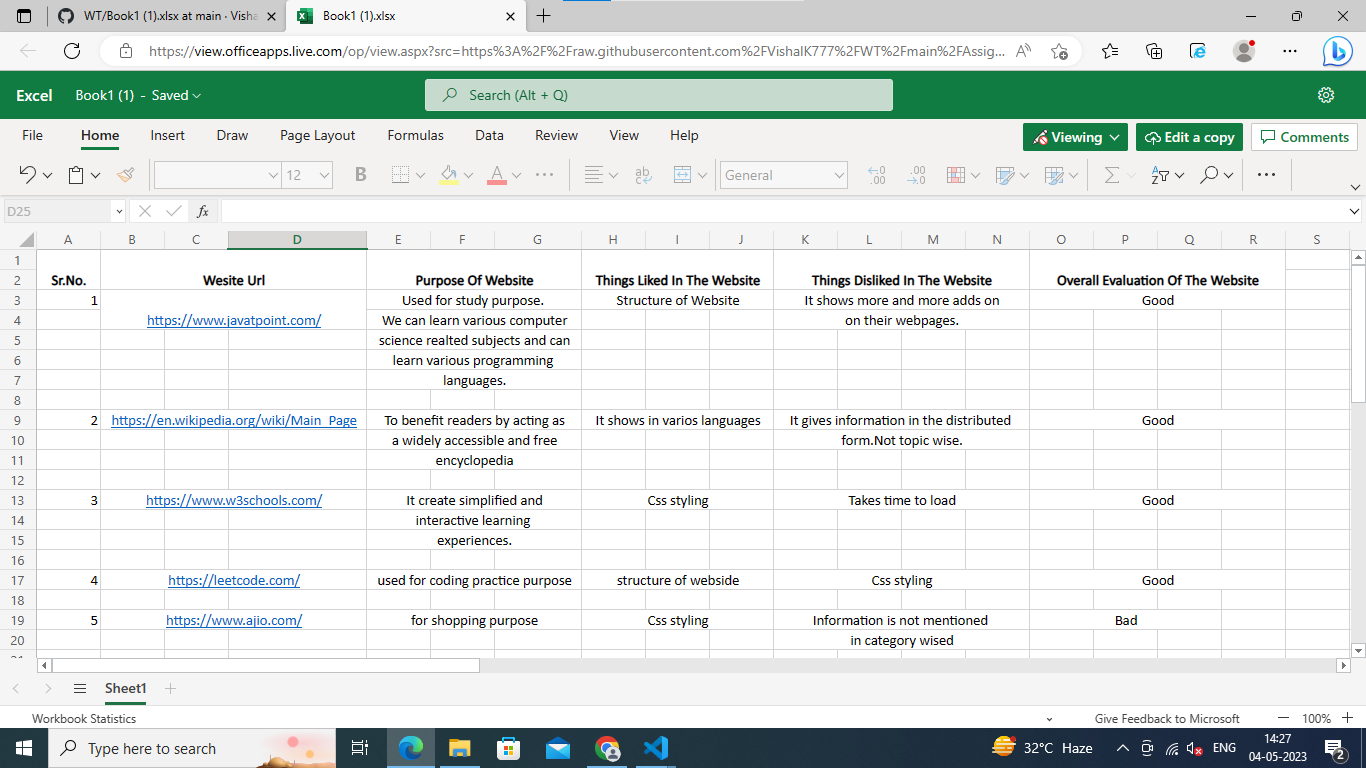 WT/Book1 (1).xlsx at main · Visha
Book1 (1).xlsx
https://view.officeapps.live.com/op/view.aspx?src=https%3A%2F%2Fraw.githubusercontent.com%2FVishalK777%2FWT%2Fmain%2FAssig...
Excel Book1 (1) - Saved
Search (Alt + Q)
File Home Insert Draw Page Layout Formulas Data Review View Help
Viewing Edit a copy Comments
12 B A General
D25 fx
A B C D E F G H I J K L M N O P Q R S
1
2 Sr.No. Wesite Url Purpose Of Website Things Liked In The Website Things Disliked In The Website Overall Evaluation Of The Website
3 1 Used for study purpose. Structure of Website It shows more and more adds on Good
4 https://www.javatpoint.com/ We can learn various computer on their webpages.
5 science realted subjects and can
6 learn various programming
7 languages.
8
9 2 https://en.wikipedia.org/wiki/Main_Page To benefit readers by acting as It shows in varios languages It gives information in the distributed Good
10 a widely accessible and free form.Not topic wise.
11 encyclopedia
12
13 3 https://www.w3schools.com/ It create simplified and Css styling Takes time to load Good
14 interactive learning
15 experiences.
16
17 4 https://leetcode.com/ used for coding practice purpose structure of webside Css styling Good
18
19 5 https://www.ajio.com/ for shopping purpose Css styling Information is not mentioned Bad
20 in category wised
Sheet1
Workbook Statistics Give Feedback to Microsoft 100%
Type here to search 32°C Haze ENG 14:27
04-05-2023 2